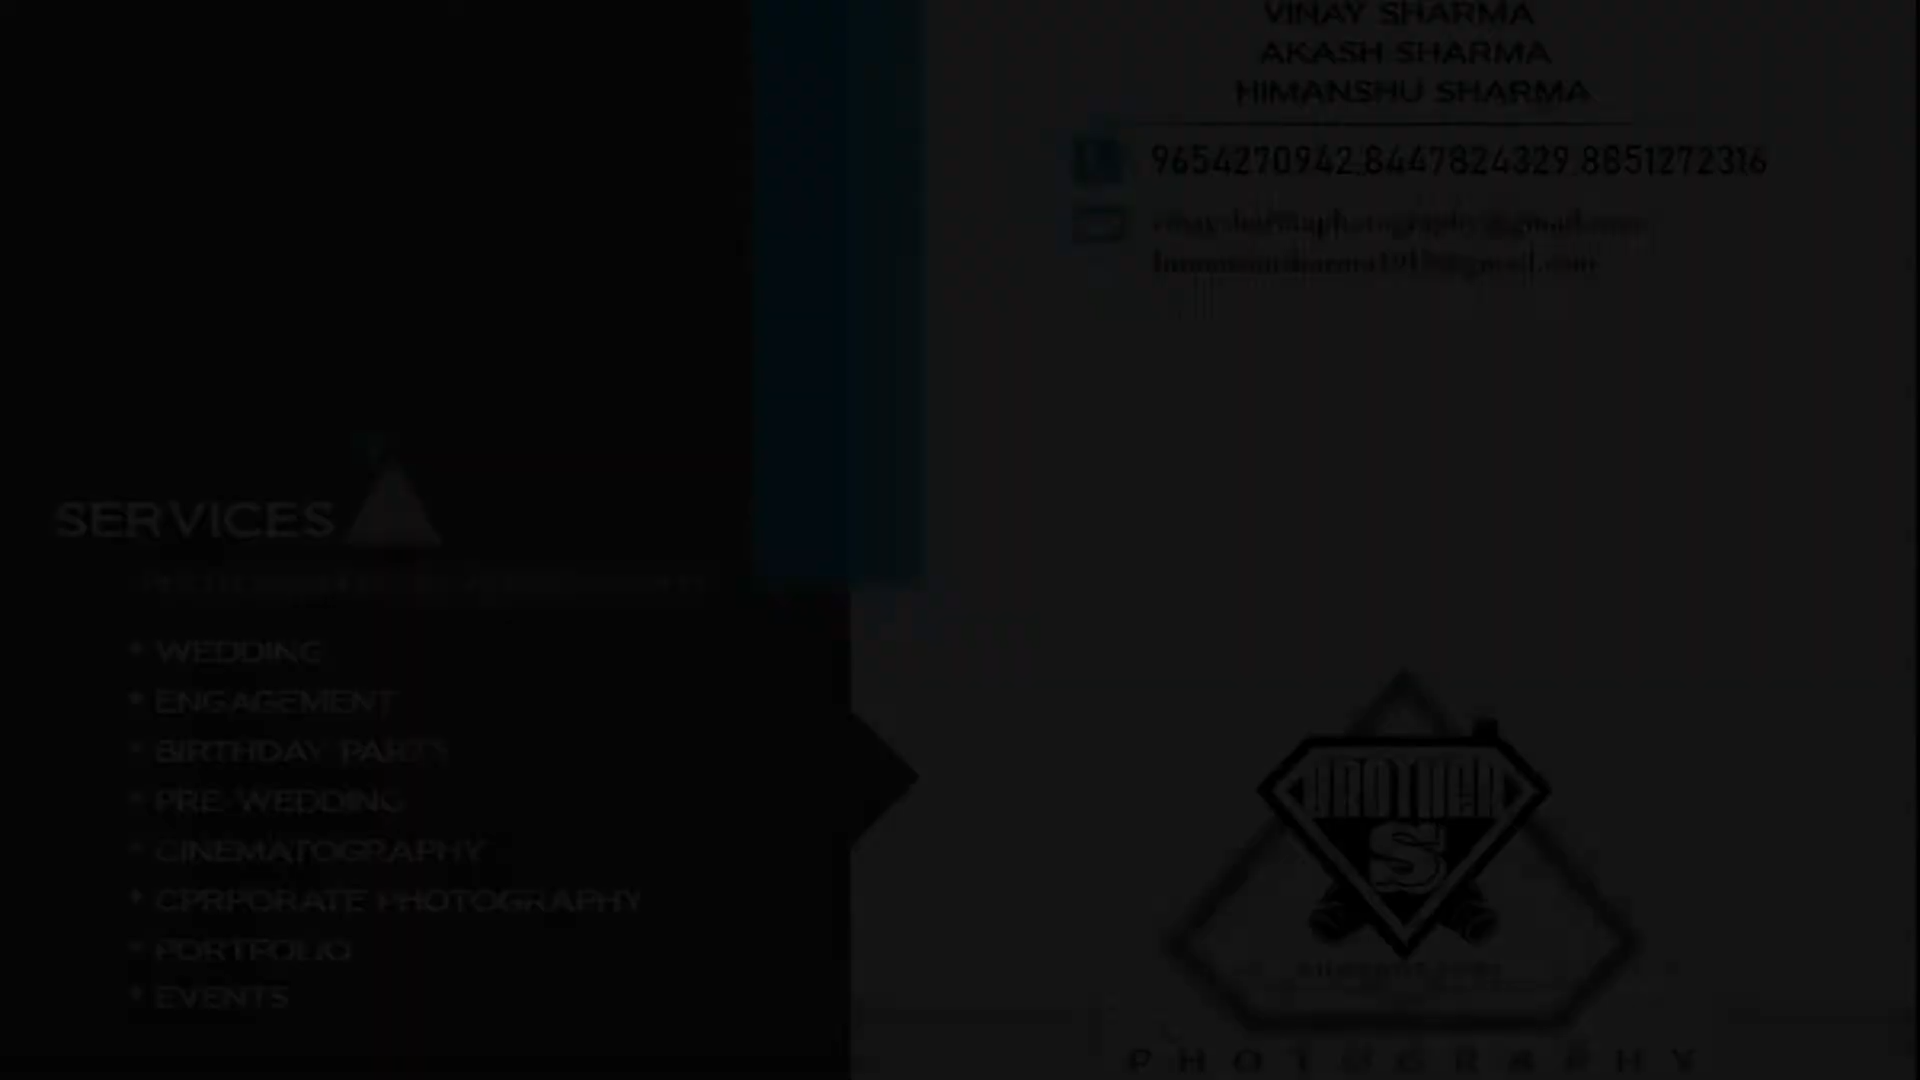 VINAY SHARMA
AKASH SHARMA
HIMANSHU SHARMA
9654270942,8447824329,8851272316
SERVICES
* WEDDING
* ENGAGEMENT
* BIRTHDAY PARTY
* PRE WEDDING
* CINEMATOGRAPHY
* CPRPORATE PHOTOGRAPHY
* PORTFOLIO
* EVENTS
BROTHER
S
PHOTOGRAPHY